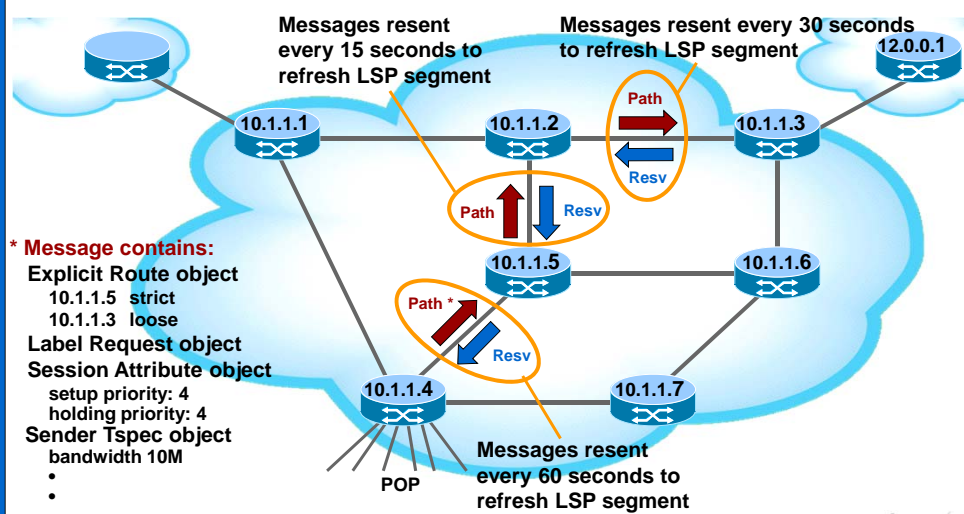 Messages resent
every 15 seconds to
refresh LSP segment
Messages resent every 30 seconds
to refresh LSP segment
12.0.0.1
10.1.1.1
10.1.1.2
Path
10.1.1.3
Resv
Path
Resv
* Message contains:
Explicit Route object
10.1.1.5 strict
10.1.1.3 loose
Label Request object
Session Attribute object
setup priority: 4
holding priority: 4
Sender Tspec object
bandwidth 10M
•
•
10.1.1.5
10.1.1.6
Path *
Resv
10.1.1.4
10.1.1.7
POP
Messages resent
every 60 seconds to
refresh LSP segment